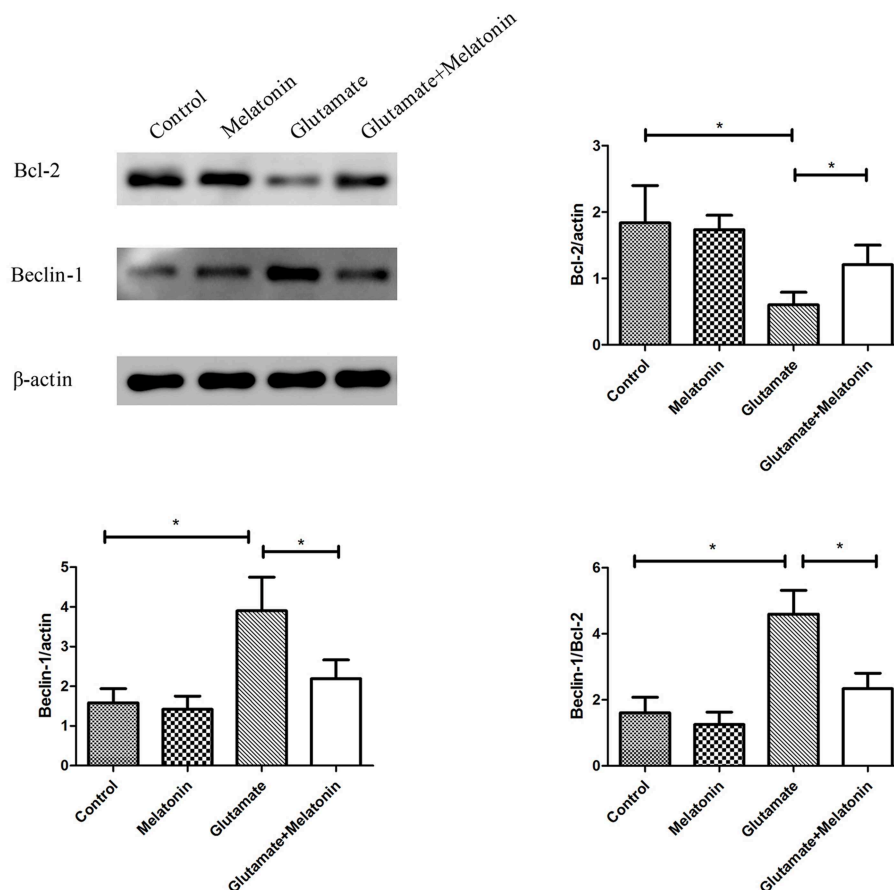 Control
Melatonin
Glutamate
Glutamate+Melatonin
Bcl-2
Beclin-1
β-actin
*
*
3
2
1
0
Bcl-2/actin
Control
Melatonin
Glutamate
Glutamate+Melatonin
*
*
5
4
3
2
1
0
Beclin-1/actin
Control
Melatonin
Glutamate
Glutamate+Melatonin
*
*
6
4
2
0
Beclin-1/Bcl-2
Control
Melatonin
Glutamate
Glutamate+Melatonin